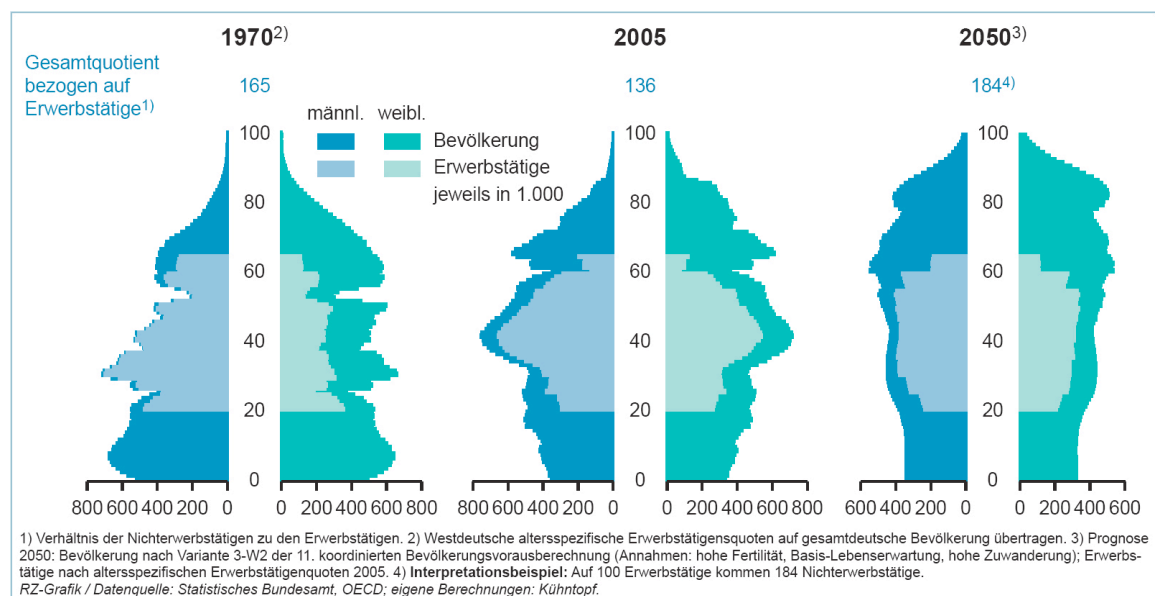 1970²⁾ 2005 2050³⁾
Gesamtquotient
bezogen auf 165 136 184⁴⁾
Erwerbstätige¹⁾
männl. weibl.
Bevölkerung
Erwerbstätige
jeweils in 1.000
100 100 100
80 80 80
60 60 60
40 40 40
20 20 20
0 0 0
800 600 400 200 0 0 200 400 600 800 800 600 400 200 0 0 200 400 600 800 600 400 200 0 0 200 400 600
1) Verhältnis der Nichterwerbstätigen zu den Erwerbstätigen. 2) Westdeutsche altersspezifische Erwerbstätigensquoten auf gesamtdeutsche Bevölkerung übertragen. 3) Prognose
2050: Bevölkerung nach Variante 3-W2 der 11. koordinierten Bevölkerungsvorausberechnung (Annahmen: hohe Fertilität, Basis-Lebenserwartung, hohe Zuwanderung); Erwerbs-
tätige nach altersspezifischen Erwerbstätigenquoten 2005. 4) Interpretationsbeispiel: Auf 100 Erwerbstätige kommen 184 Nichterwerbstätige.
RZ-Grafik / Datenquelle: Statistisches Bundesamt, OECD; eigene Berechnungen: Kühntopf.